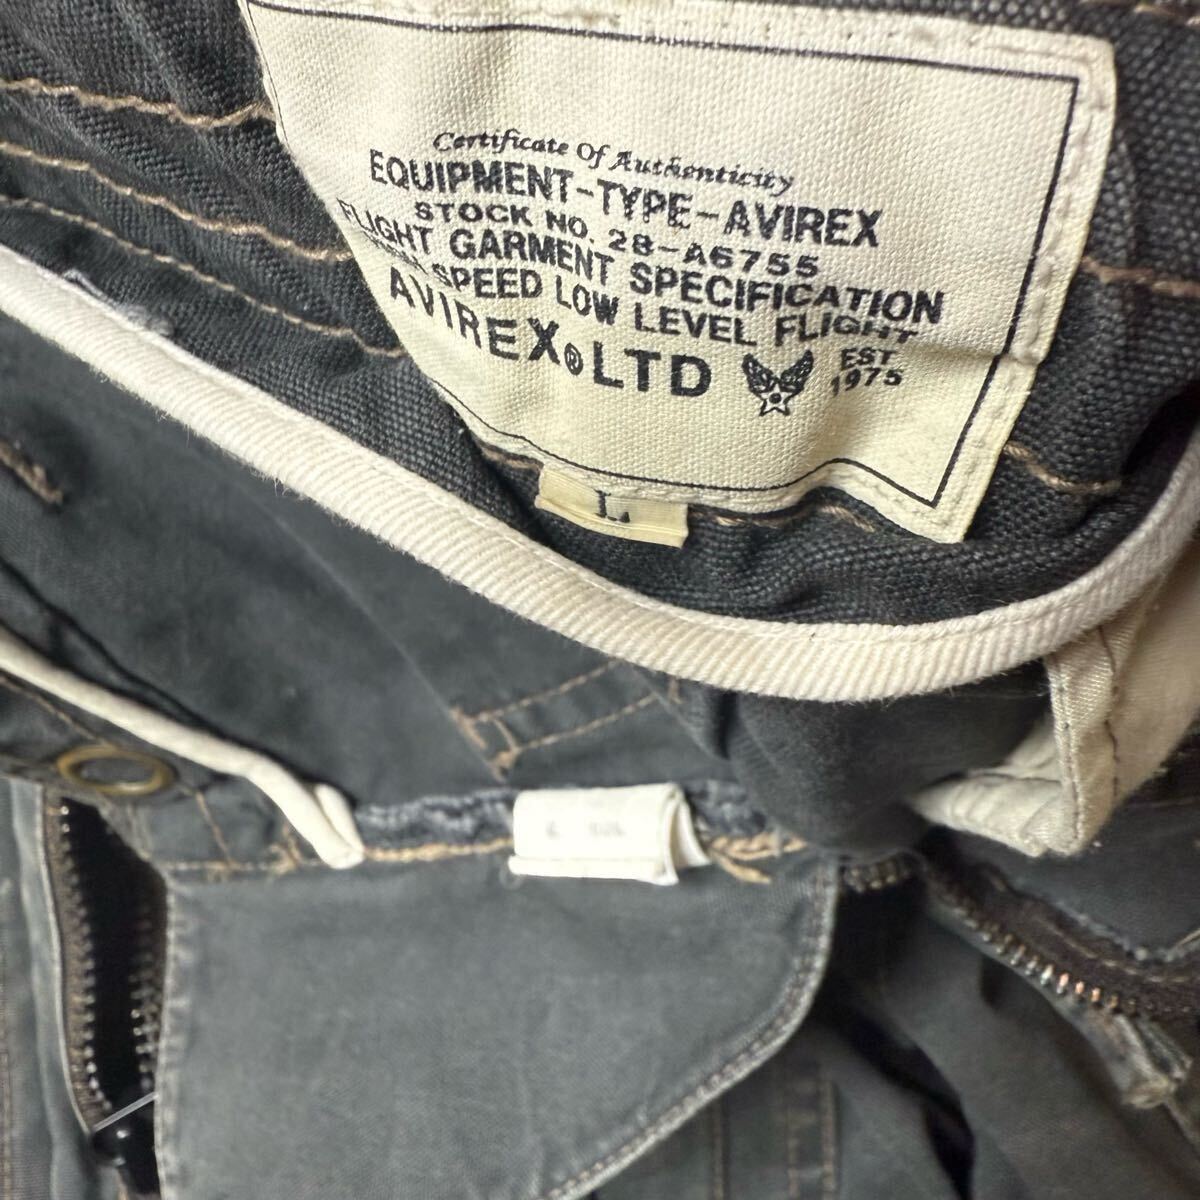 Certificate Of Authenticity
EQUIPMENT-TYPE-AVIREX
STOCK NO. 28-A6755
FLIGHT GARMENT SPECIFICATION
SPEED LOW LEVEL FLIGHT
AVIREX® LTD
EST
1975
L